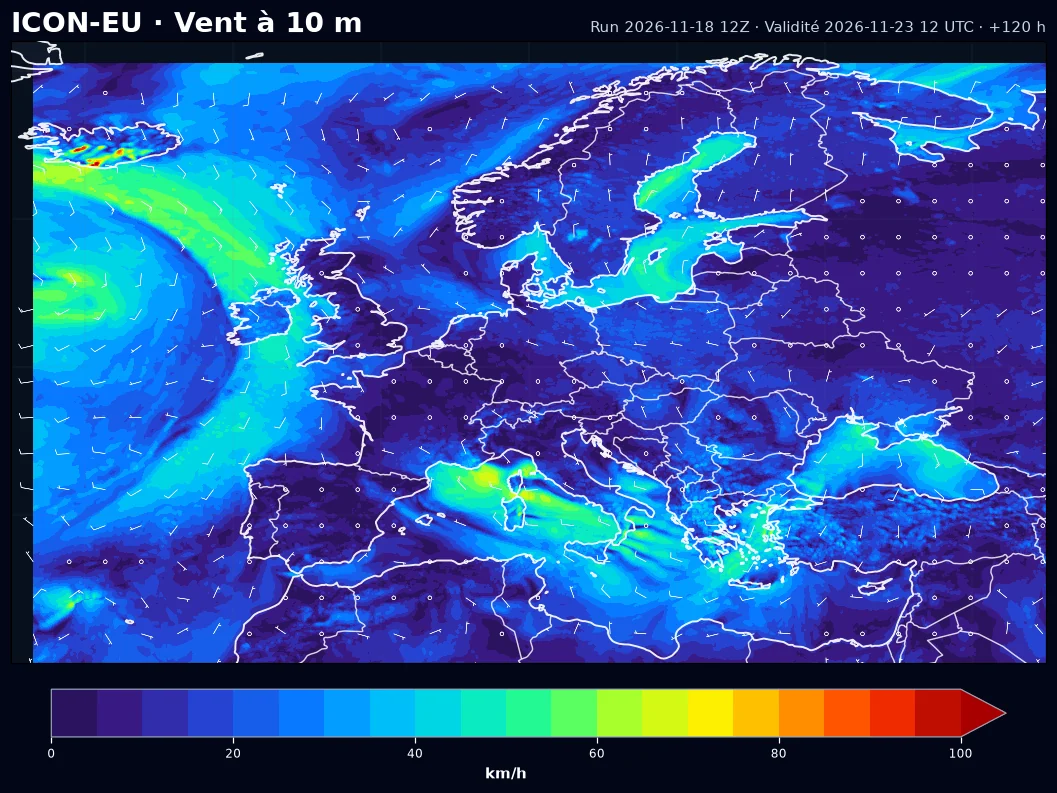 ICON-EU · Vent à 10 m
Run 2026-11-18 12Z · Validité 2026-11-23 12 UTC · +120 h
0 20 40 60 80 100
km/h